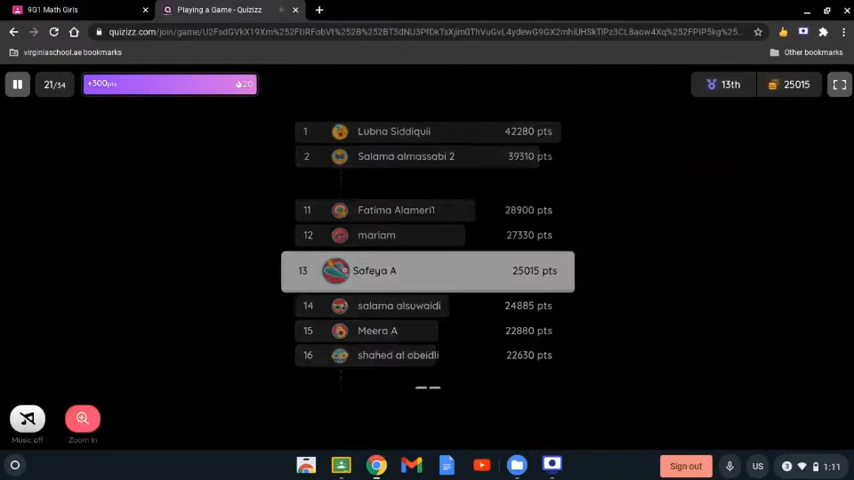 9G1 Math Girls
Playing a Game - Quizizz
virginiaschool.ae bookmarks
Other bookmarks
21/34
+300pts
20
13th
25015
1 Lubna Siddiquii 42280 pts
2 Salama almassabi 2 39310 pts
11 Fatima Alameri1 28900 pts
12 mariam 27330 pts
13 Safeya A 25015 pts
14 salama alsuwaidi 24885 pts
15 Meera A 22880 pts
16 shahed al obeidli 22630 pts
Music off
Zoom In
Sign out
US
3
1:11